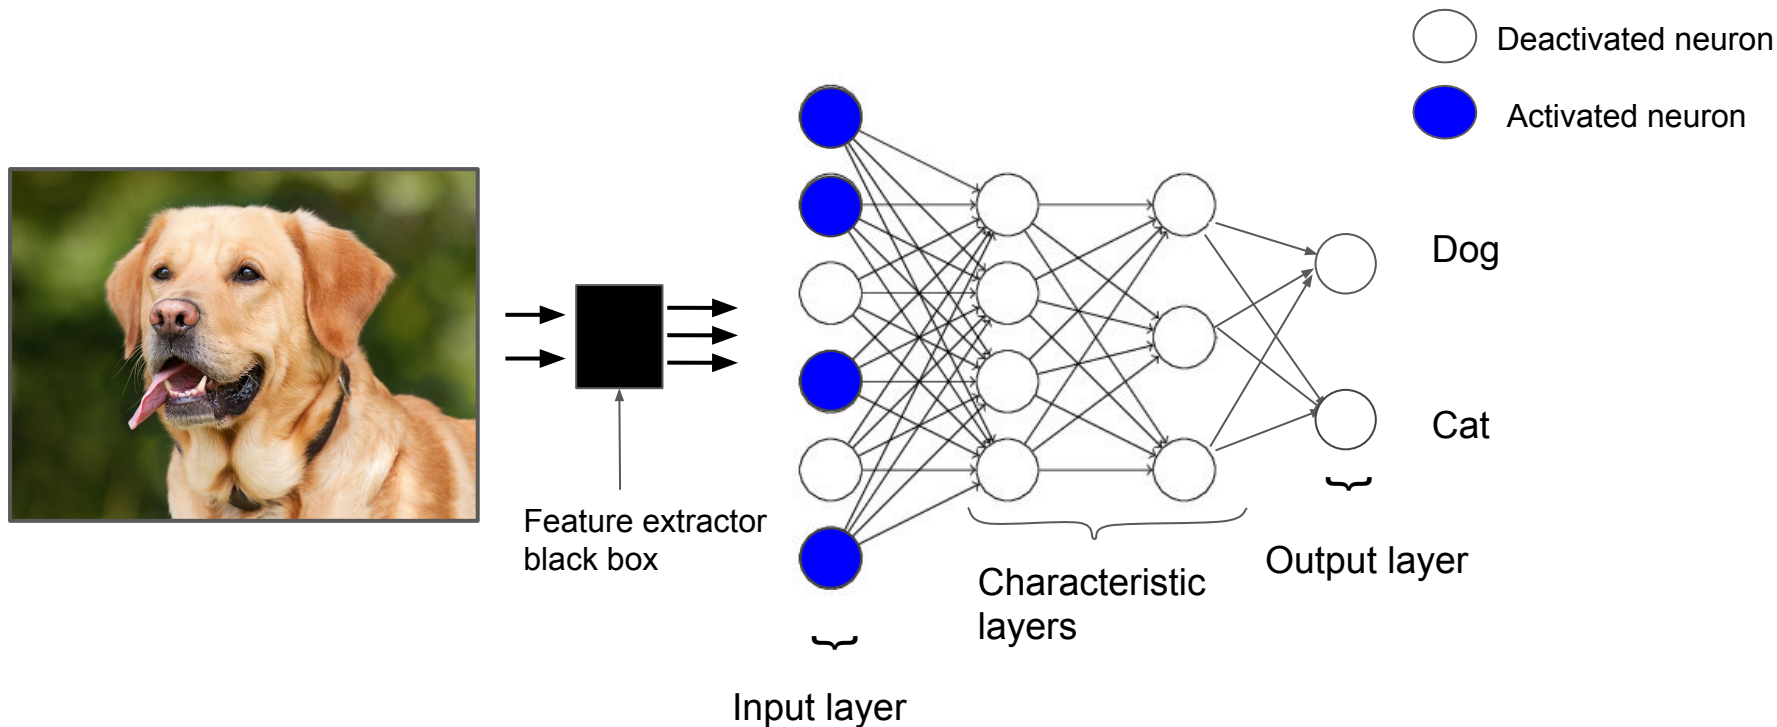 Deactivated neuron
Activated neuron
Dog
Cat
Feature extractor
black box
Characteristic
layers
Output layer
Input layer